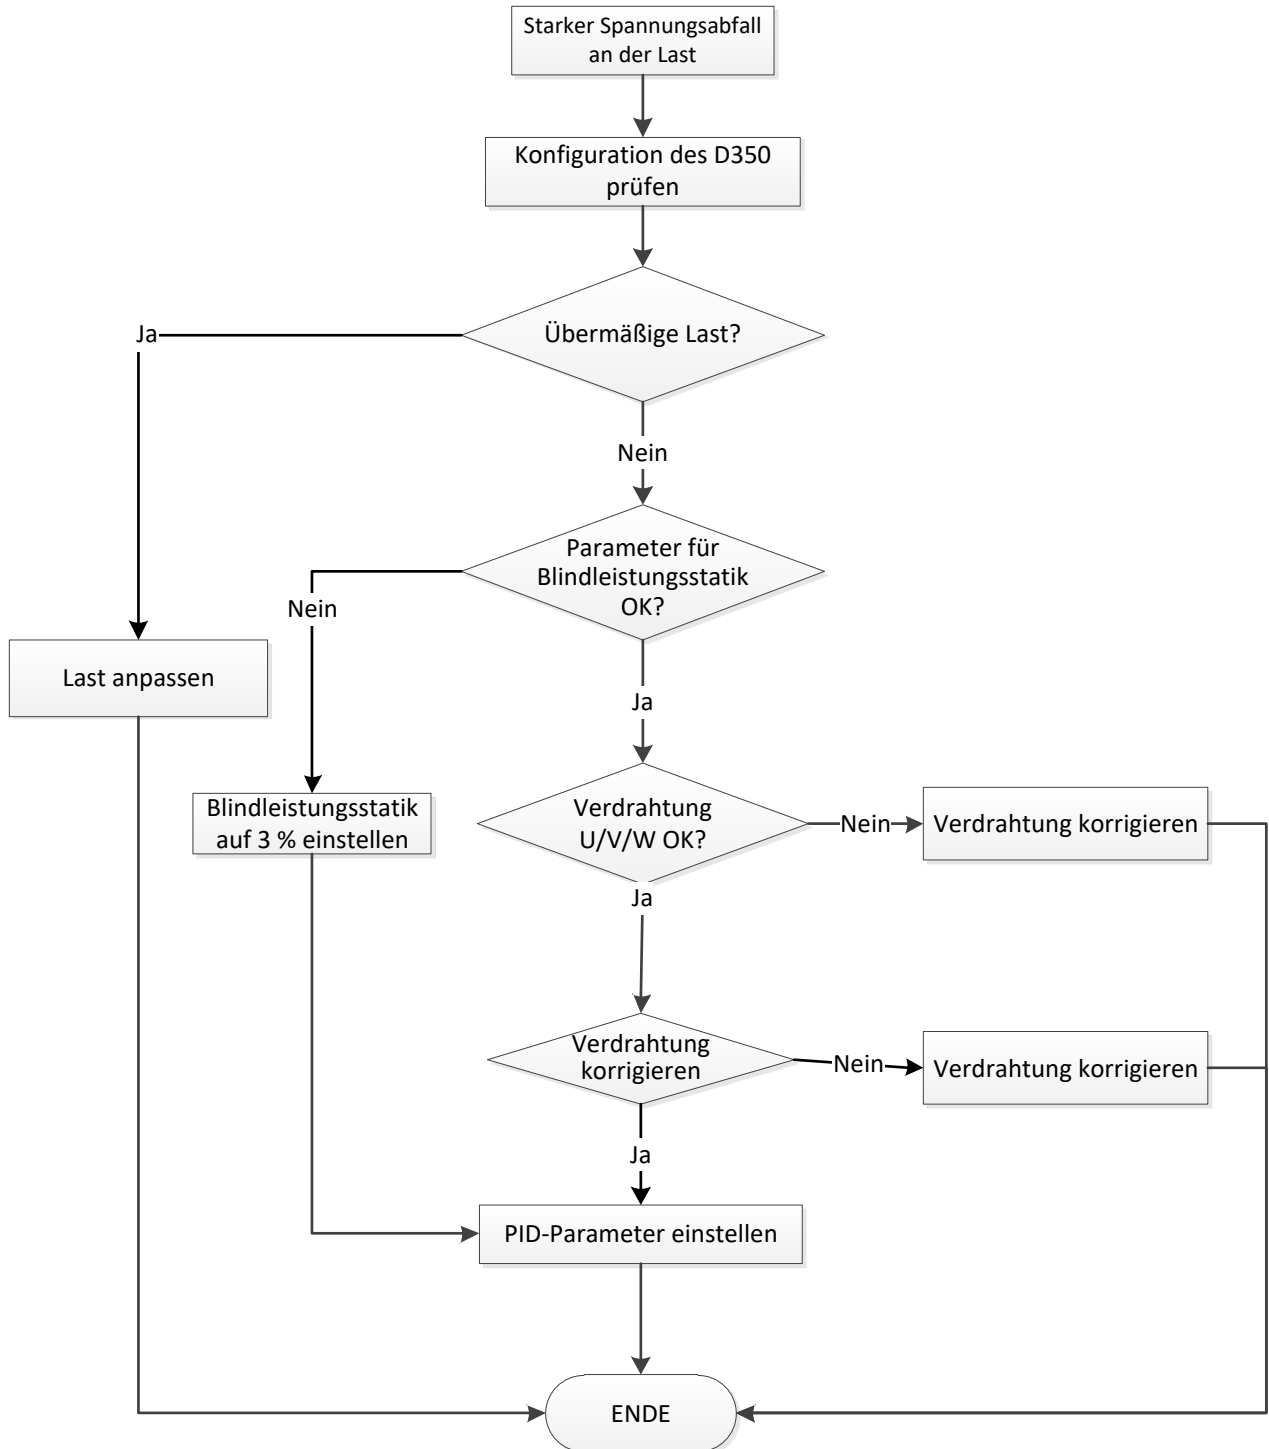 Starker Spannungsabfall
an der Last
Konfiguration des D350
prüfen
Übermäßige Last?
Ja
Nein
Parameter für
Blindleistungsstatik
OK?
Nein
Ja
Last anpassen
Blindleistungsstatik
auf 3 % einstellen
Verdrahtung
U/V/W OK?
Nein
Verdrahtung korrigieren
Ja
Verdrahtung
korrigieren
Nein
Verdrahtung korrigieren
Ja
PID-Parameter einstellen
ENDE